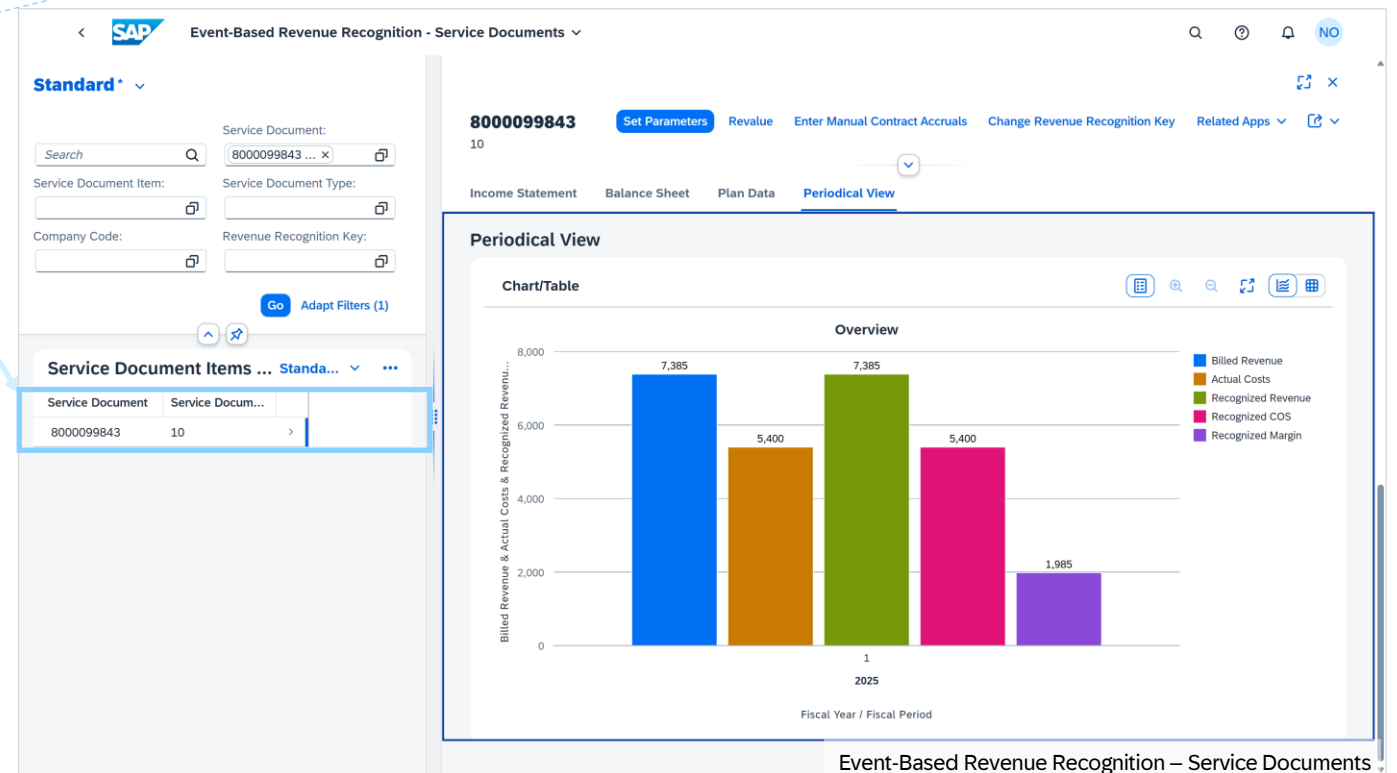 SAP
Event-Based Revenue Recognition - Service Documents
NO
Standard *
Service Document:
Search
8000099843 ... ×
Service Document Item:
Service Document Type:
Company Code:
Revenue Recognition Key:
Go
Adapt Filters (1)
Service Document Items ...
Standa...
Service Document
Service Docum...
8000099843
10
8000099843
10
Set Parameters
Revalue
Enter Manual Contract Accruals
Change Revenue Recognition Key
Related Apps
Income Statement
Balance Sheet
Plan Data
Periodical View
Periodical View
Chart/Table
Overview
Billed Revenue & Actual Costs & Recognized Revenu...
8,000
6,000
4,000
2,000
0
7,385
5,400
7,385
5,400
1,985
1
2025
Fiscal Year / Fiscal Period
Billed Revenue
Actual Costs
Recognized Revenue
Recognized COS
Recognized Margin
Event-Based Revenue Recognition – Service Documents